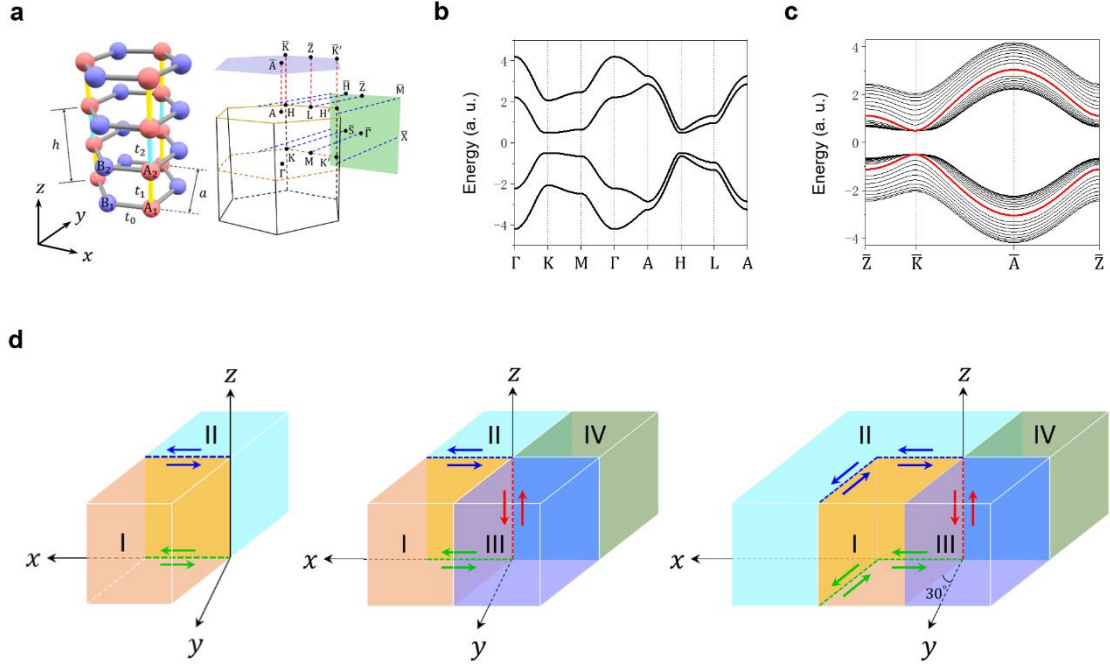 a
K̅ Z̅ K̅′
A̅
H̅ Z̅ M̅
A H L H′
S̅ Γ̅ X̅
K M K′
Γ
h
t₂
B₂ A₂
t₁ a
B₁ A₁
t₀
z
y
x
b
Energy (a. u.)
4
2
0
−2
−4
Γ K M Γ A H L A
c
Energy (a. u.)
4
2
0
−2
−4
Z̅ K̅ A̅ Z̅
d
z
II
I
x
y
z
II IV
I III
x
y
z
II IV
I III
x
30°
y